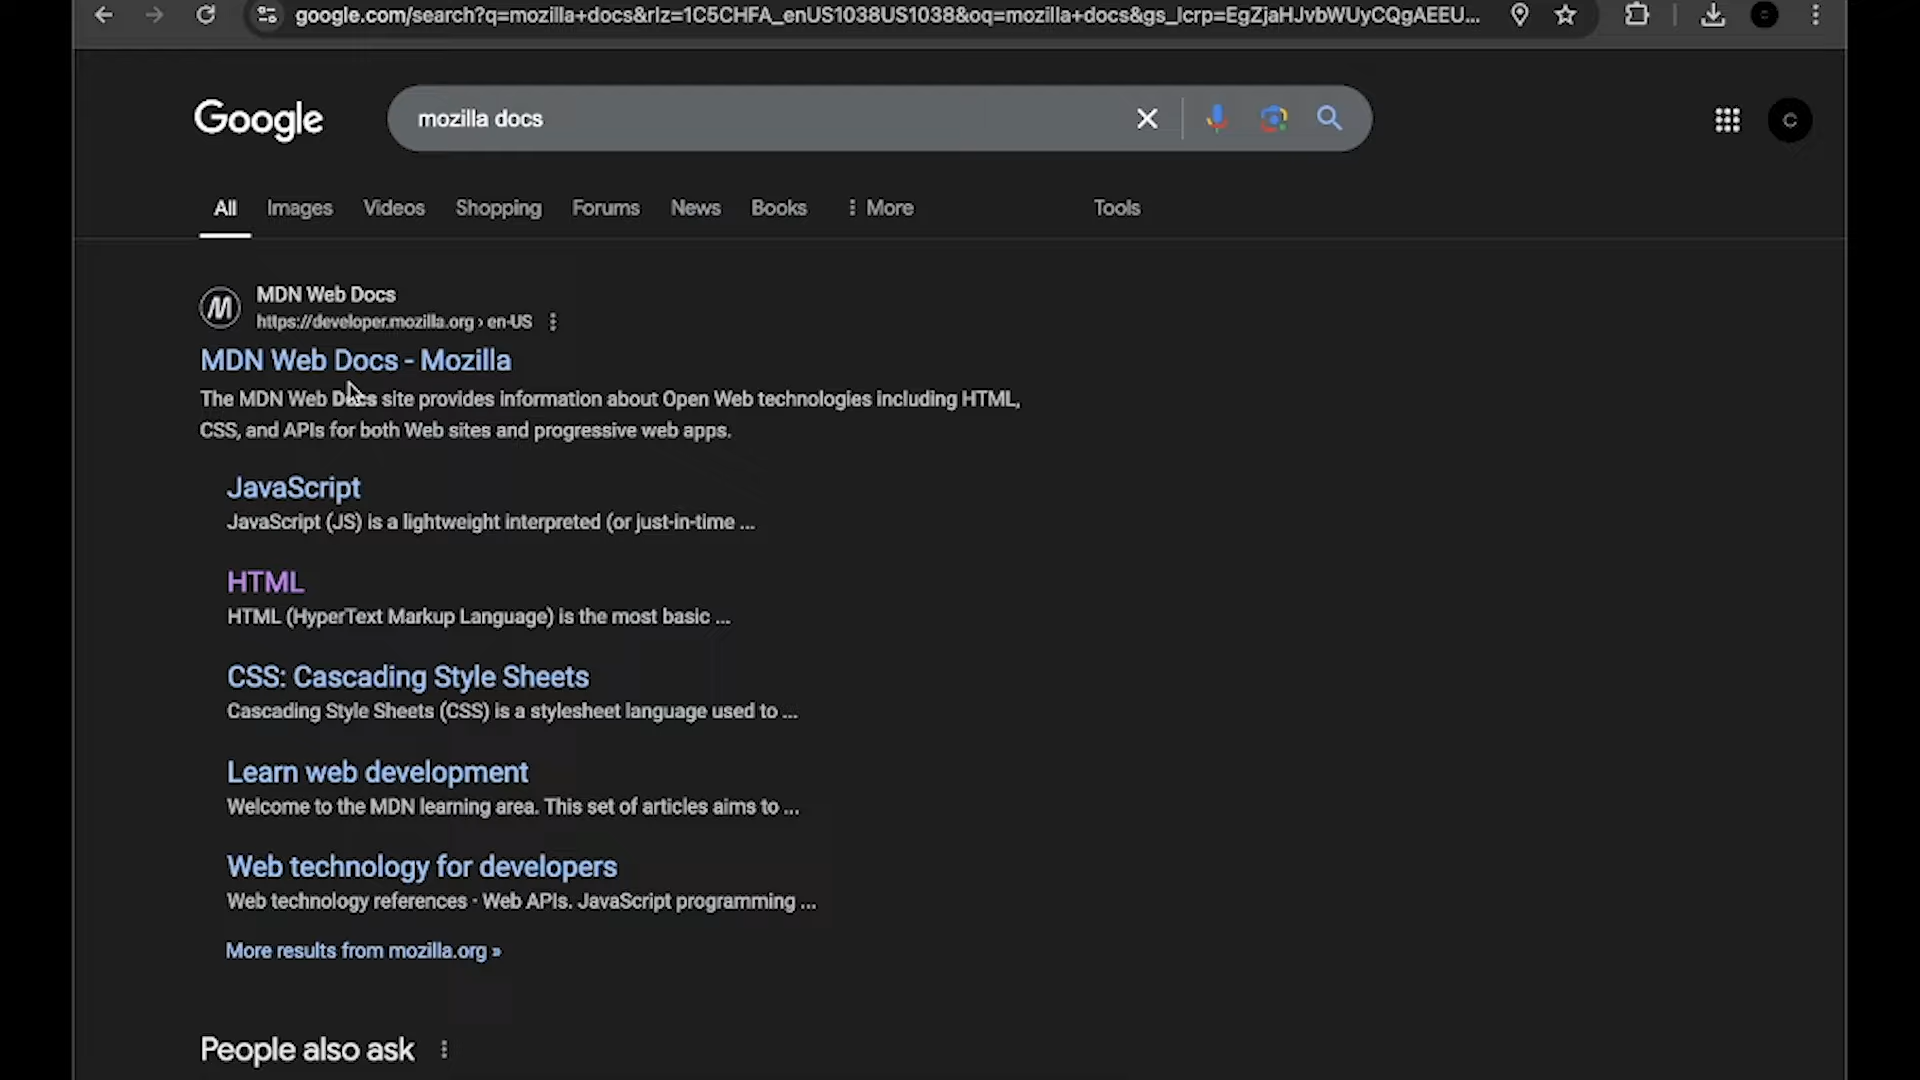 google.com/search?q=mozilla+docs&rlz=1C5CHFA_enUS1038US1038&oq=mozilla+docs&gs_lcrp=EgZjaHJvbWUyCQgAEEU...
Google
mozilla docs
C
All Images Videos Shopping Forums News Books More Tools
M
MDN Web Docs
https://developer.mozilla.org › en-US
MDN Web Docs - Mozilla
The MDN Web Docs site provides information about Open Web technologies including HTML,
CSS, and APIs for both Web sites and progressive web apps.
JavaScript
JavaScript (JS) is a lightweight interpreted (or just-in-time ...
HTML
HTML (HyperText Markup Language) is the most basic ...
CSS: Cascading Style Sheets
Cascading Style Sheets (CSS) is a stylesheet language used to ...
Learn web development
Welcome to the MDN learning area. This set of articles aims to ...
Web technology for developers
Web technology references · Web APIs. JavaScript programming ...
More results from mozilla.org »
People also ask